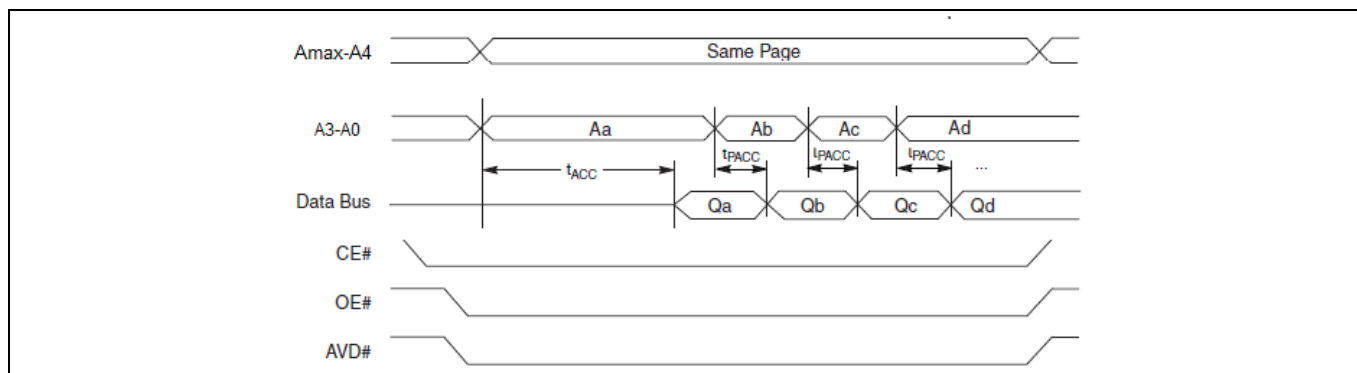 Amax-A4 Same Page
A3-A0 Aa Ab Ac Ad
tACC tPACC tPACC tPACC ...
Data Bus Qa Qb Qc Qd
CE#
OE#
AVD#